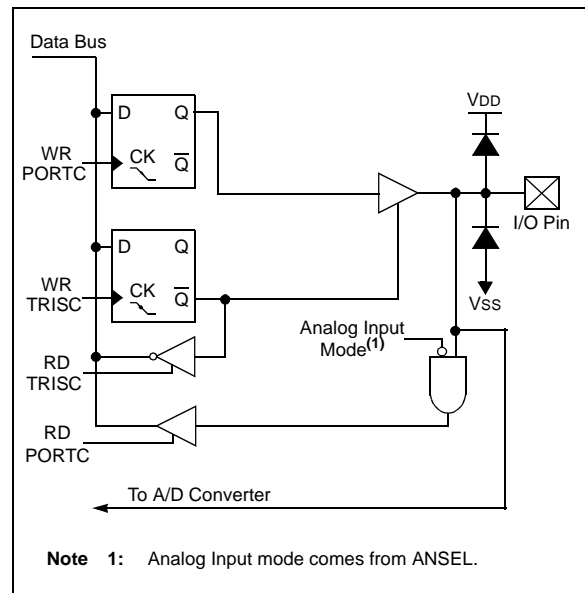 Data Bus
D Q
WR
PORTC
CK
Q
VDD
I/O Pin
D Q
WR
TRISC
CK
Q
VSS
Analog Input
Mode(1)
RD
TRISC
RD
PORTC
To A/D Converter
Note 1: Analog Input mode comes from ANSEL.